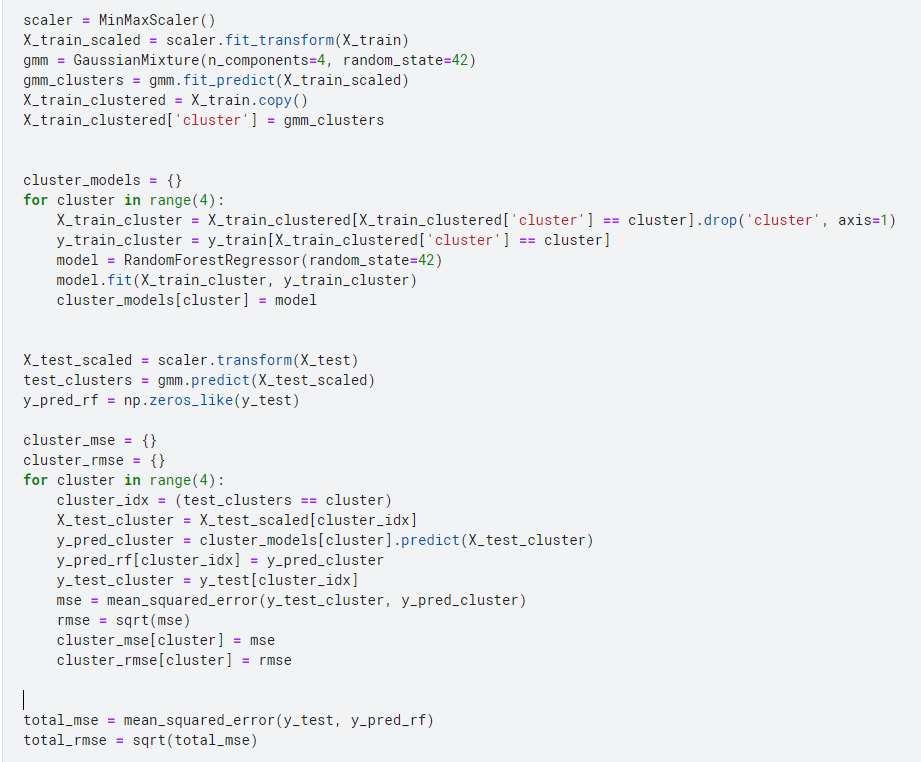 scaler = MinMaxScaler()
X_train_scaled = scaler.fit_transform(X_train)
gmm = GaussianMixture(n_components=4, random_state=42)
gmm_clusters = gmm.fit_predict(X_train_scaled)
X_train_clustered = X_train.copy()
X_train_clustered['cluster'] = gmm_clusters
cluster_models = {}
for cluster in range(4):
    X_train_cluster = X_train_clustered[X_train_clustered['cluster'] == cluster].drop('cluster', axis=1)
    y_train_cluster = y_train[X_train_clustered['cluster'] == cluster]
    model = RandomForestRegressor(random_state=42)
    model.fit(X_train_cluster, y_train_cluster)
    cluster_models[cluster] = model
X_test_scaled = scaler.transform(X_test)
test_clusters = gmm.predict(X_test_scaled)
y_pred_rf = np.zeros_like(y_test)
cluster_mse = {}
cluster_rmse = {}
for cluster in range(4):
    cluster_idx = (test_clusters == cluster)
    X_test_cluster = X_test_scaled[cluster_idx]
    y_pred_cluster = cluster_models[cluster].predict(X_test_cluster)
    y_pred_rf[cluster_idx] = y_pred_cluster
    y_test_cluster = y_test[cluster_idx]
    mse = mean_squared_error(y_test_cluster, y_pred_cluster)
    rmse = sqrt(mse)
    cluster_mse[cluster] = mse
    cluster_rmse[cluster] = rmse
total_mse = mean_squared_error(y_test, y_pred_rf)
total_rmse = sqrt(total_mse)